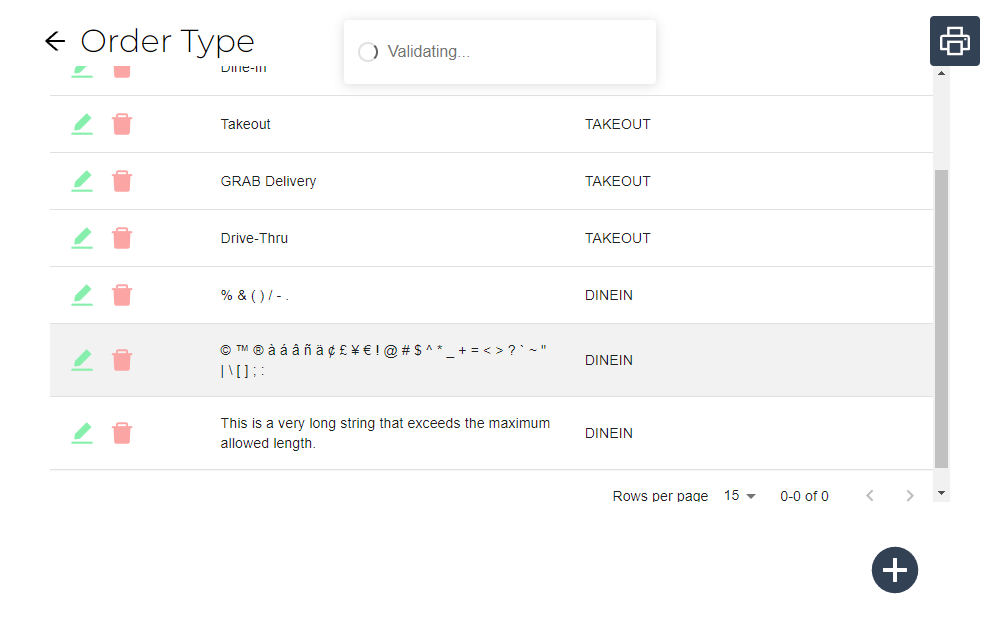 Order Type
Validating...
Dine-In
Takeout TAKEOUT
GRAB Delivery TAKEOUT
Drive-Thru TAKEOUT
% & ( ) / - . DINEIN
© ™ ® à á â ñ ä ¢ £ ¥ € ! @ # $ ^ * _ + = < > ? ` ~ "
| \ [ ] ; : DINEIN
This is a very long string that exceeds the maximum
allowed length. DINEIN
Rows per page 15 0-0 of 0